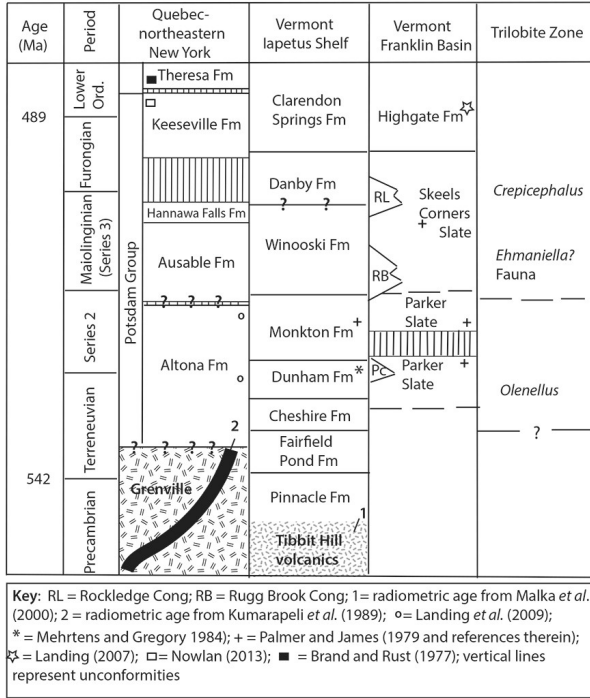 Age
(Ma)
Period
Quebec-
northeastern
New York
Vermont
Iapetus Shelf
Vermont
Franklin Basin
Trilobite Zone
489
542
Lower
Ord.
Furongian
Maiolinginian
(Series 3)
Series 2
Terreneuvian
Precambrian
Potsdam Group
Theresa Fm
Keeseville Fm
Hannawa Falls Fm
Ausable Fm
? ? ?
o
Altona Fm
o
2
? ? ? ?
Grenville
Clarendon
Springs Fm
Danby Fm
? ?
Winooski Fm
Monkton Fm+
Dunham Fm*
Cheshire Fm
Fairfield
Pond Fm
Pinnacle Fm
1
Tibbit Hill
volcanics
Highgate Fm
RL
Skeels
Corners
+
Slate
RB
Parker
Slate +
Pc
Parker +
Slate
Crepicephalus
Ehmaniella?
Fauna
Olenellus
?
Key: RL = Rockledge Cong; RB = Rugg Brook Cong; 1= radiometric age from Malka et al.
(2000); 2 = radiometric age from Kumarapeli et al. (1989); o= Landing et al. (2009);
* = Mehrtens and Gregory 1984); + = Palmer and James (1979 and references therein);
☆ = Landing (2007); □ = Nowlan (2013); ■ = Brand and Rust (1977); vertical lines
represent unconformities